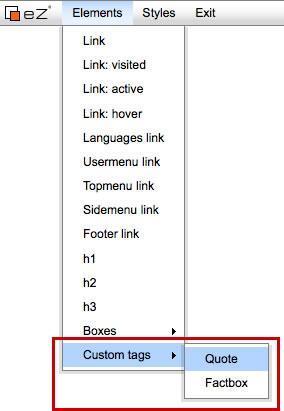 eZ® Elements Styles Exit
Link
Link: visited
Link: active
Link: hover
Languages link
Usermenu link
Topmenu link
Sidemenu link
Footer link
h1
h2
h3
Boxes
Custom tags
Quote
Factbox